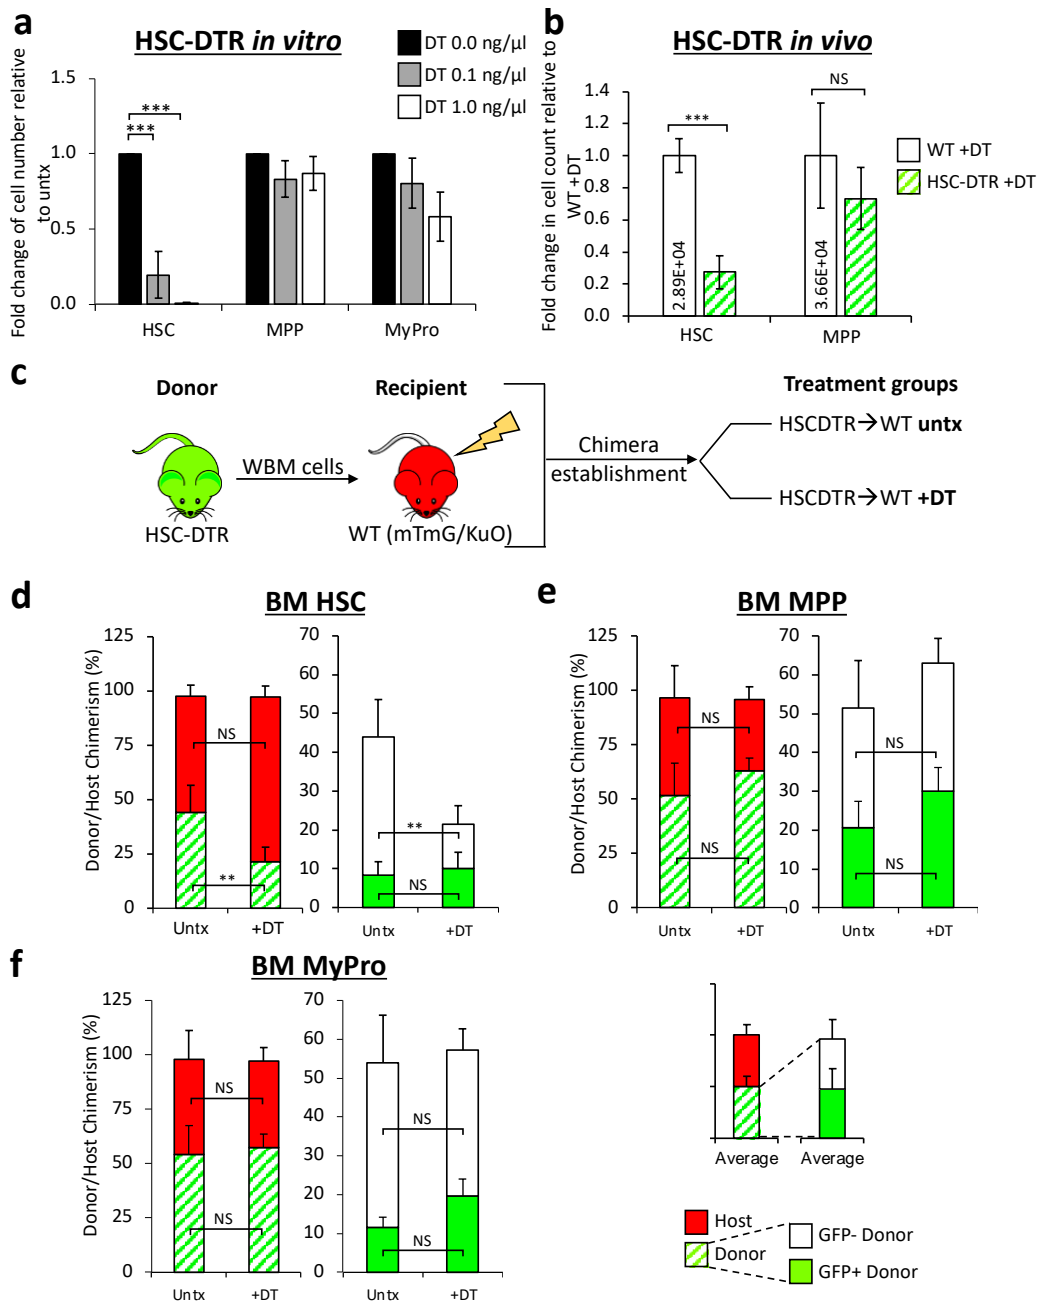 a
HSC-DTR in vitro
DT 0.0 ng/µl
DT 0.1 ng/µl
DT 1.0 ng/µl
Fold change of cell number relative
to untx
1.5
1.0
0.5
0.0
***
***
HSC
MPP
MyPro
b
HSC-DTR in vivo
Fold change in cell count relative to
WT +DT
1.4
1.2
1.0
0.8
0.6
0.4
0.2
0.0
***
NS
2.89E+04
3.66E+04
HSC
MPP
WT +DT
HSC-DTR +DT
c
Donor
Recipient
Treatment groups
WBM cells
HSC-DTR
WT (mTmG/KuO)
Chimera
establishment
HSCDTR→WT untx
HSCDTR→WT +DT
d
BM HSC
Donor/Host Chimerism (%)
125
100
75
50
25
0
NS
**
Untx
+DT
70
60
50
40
30
20
10
0
**
NS
Untx
+DT
e
BM MPP
Donor/Host Chimerism (%)
125
100
75
50
25
0
NS
NS
Untx
+DT
70
60
50
40
30
20
10
0
NS
NS
Untx
+DT
f
BM MyPro
Donor/Host Chimerism (%)
125
100
75
50
25
0
NS
NS
Untx
+DT
70
60
50
40
30
20
10
0
NS
NS
Untx
+DT
Average
Average
Host
Donor
GFP- Donor
GFP+ Donor